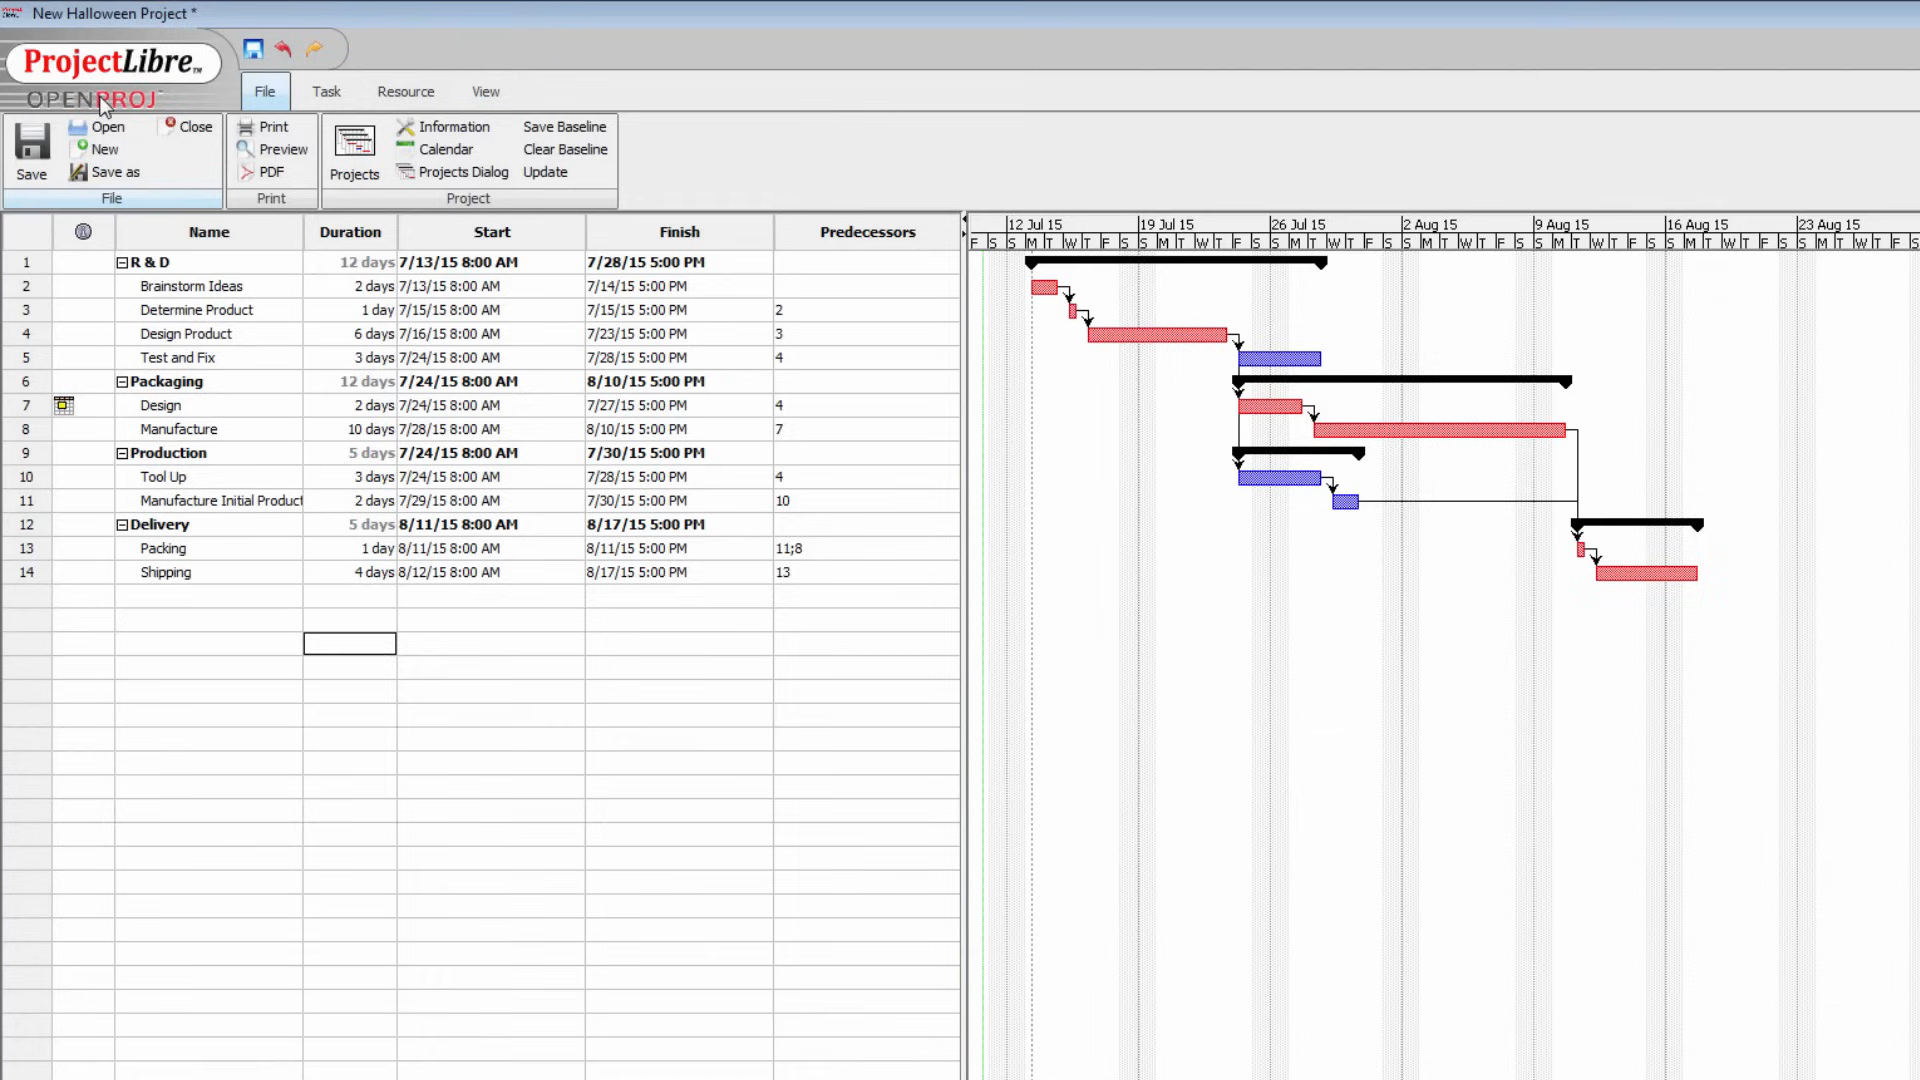 New Halloween Project *
ProjectLibre™
OPENPROJ
File Task Resource View
Open Close Print Information Save Baseline
New Preview Calendar Clear Baseline
Save Save as PDF Projects Projects Dialog Update
File Print Project
Name Duration Start Finish Predecessors
12 Jul 15 19 Jul 15 26 Jul 15 2 Aug 15 9 Aug 15 16 Aug 15 23 Aug 15
F S S M T W T F S S M T W T F S S M T W T F S S M T W T F S S M T W T F S S M T W T F S S M T W T F S
1 R & D 12 days 7/13/15 8:00 AM 7/28/15 5:00 PM
2 Brainstorm Ideas 2 days 7/13/15 8:00 AM 7/14/15 5:00 PM
3 Determine Product 1 day 7/15/15 8:00 AM 7/15/15 5:00 PM 2
4 Design Product 6 days 7/16/15 8:00 AM 7/23/15 5:00 PM 3
5 Test and Fix 3 days 7/24/15 8:00 AM 7/28/15 5:00 PM 4
6 Packaging 12 days 7/24/15 8:00 AM 8/10/15 5:00 PM
7 Design 2 days 7/24/15 8:00 AM 7/27/15 5:00 PM 4
8 Manufacture 10 days 7/28/15 8:00 AM 8/10/15 5:00 PM 7
9 Production 5 days 7/24/15 8:00 AM 7/30/15 5:00 PM
10 Tool Up 3 days 7/24/15 8:00 AM 7/28/15 5:00 PM 4
11 Manufacture Initial Product 2 days 7/29/15 8:00 AM 7/30/15 5:00 PM 10
12 Delivery 5 days 8/11/15 8:00 AM 8/17/15 5:00 PM
13 Packing 1 day 8/11/15 8:00 AM 8/11/15 5:00 PM 11;8
14 Shipping 4 days 8/12/15 8:00 AM 8/17/15 5:00 PM 13